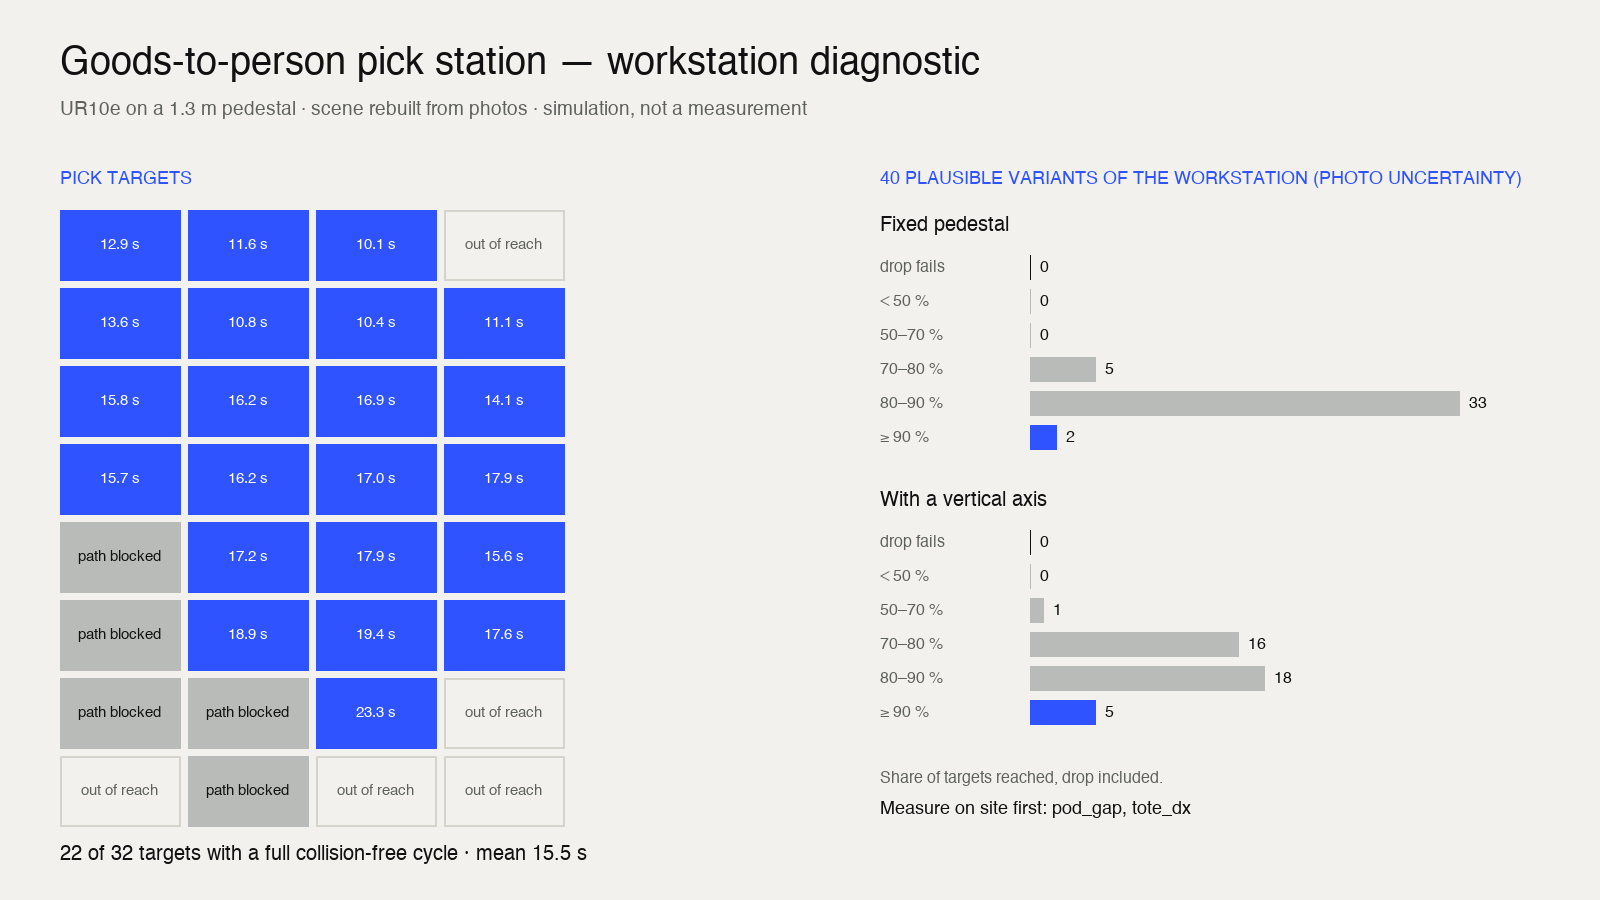 Goods-to-person pick station — workstation diagnostic
UR10e on a 1.3 m pedestal · scene rebuilt from photos · simulation, not a measurement
PICK TARGETS
12.9 s 11.6 s 10.1 s out of reach
13.6 s 10.8 s 10.4 s 11.1 s
15.8 s 16.2 s 16.9 s 14.1 s
15.7 s 16.2 s 17.0 s 17.9 s
path blocked 17.2 s 17.9 s 15.6 s
path blocked 18.9 s 19.4 s 17.6 s
path blocked path blocked 23.3 s out of reach
out of reach path blocked out of reach out of reach
22 of 32 targets with a full collision-free cycle · mean 15.5 s
40 PLAUSIBLE VARIANTS OF THE WORKSTATION (PHOTO UNCERTAINTY)
Fixed pedestal
drop fails 0
< 50 % 0
50–70 % 0
70–80 % 5
80–90 % 33
≥ 90 % 2
With a vertical axis
drop fails 0
< 50 % 0
50–70 % 1
70–80 % 16
80–90 % 18
≥ 90 % 5
Share of targets reached, drop included.
Measure on site first: pod_gap, tote_dx